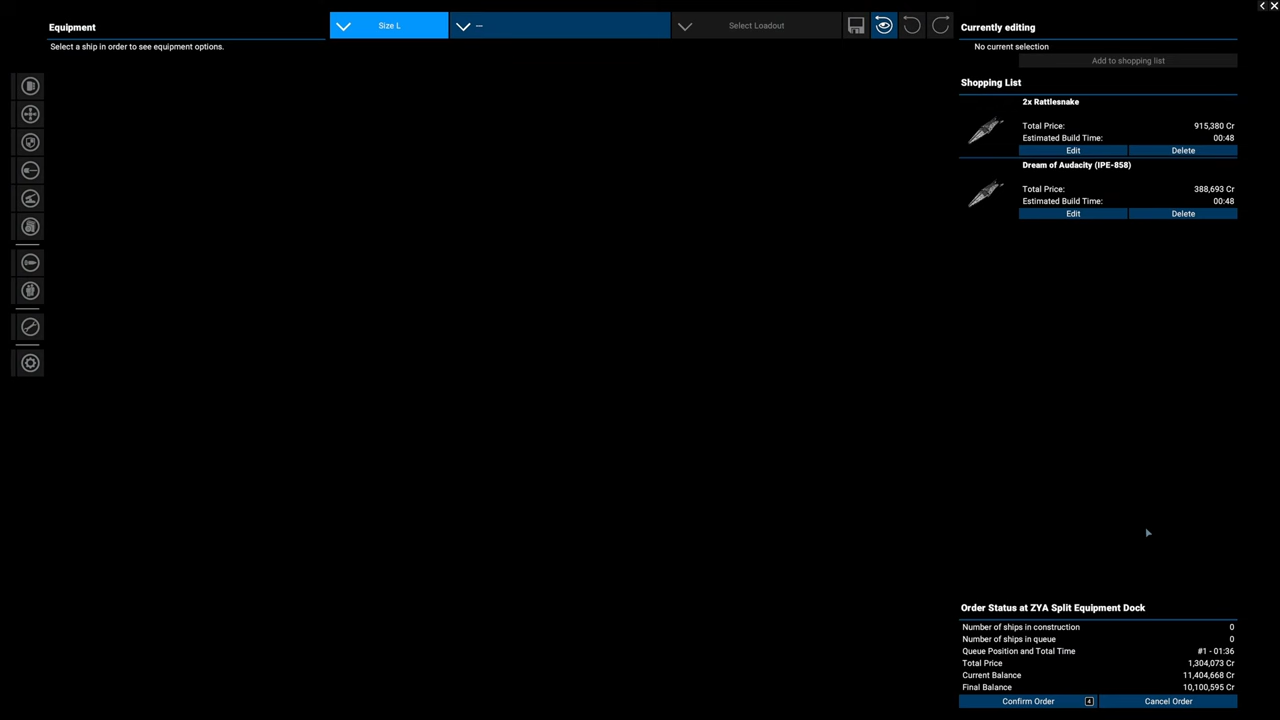 Equipment
Select a ship in order to see equipment options.
Size L
—
Select Loadout
Currently editing
No current selection
Add to shopping list
Shopping List
2x Rattlesnake
Total Price: 915,380 Cr
Estimated Build Time: 00:48
Edit Delete
Dream of Audacity (IPE-858)
Total Price: 388,693 Cr
Estimated Build Time: 00:48
Edit Delete
Order Status at ZYA Split Equipment Dock
Number of ships in construction 0
Number of ships in queue 0
Queue Position and Total Time #1 - 01:36
Total Price 1,304,073 Cr
Current Balance 11,404,668 Cr
Final Balance 10,100,595 Cr
Confirm Order 4 Cancel Order